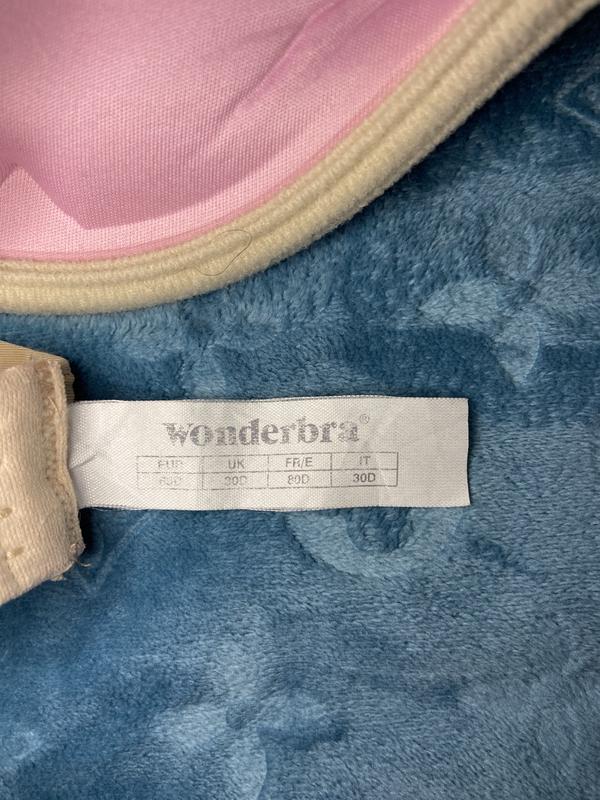 Wonderbra®
EUR UK FR/E IT
30D 80D 30D